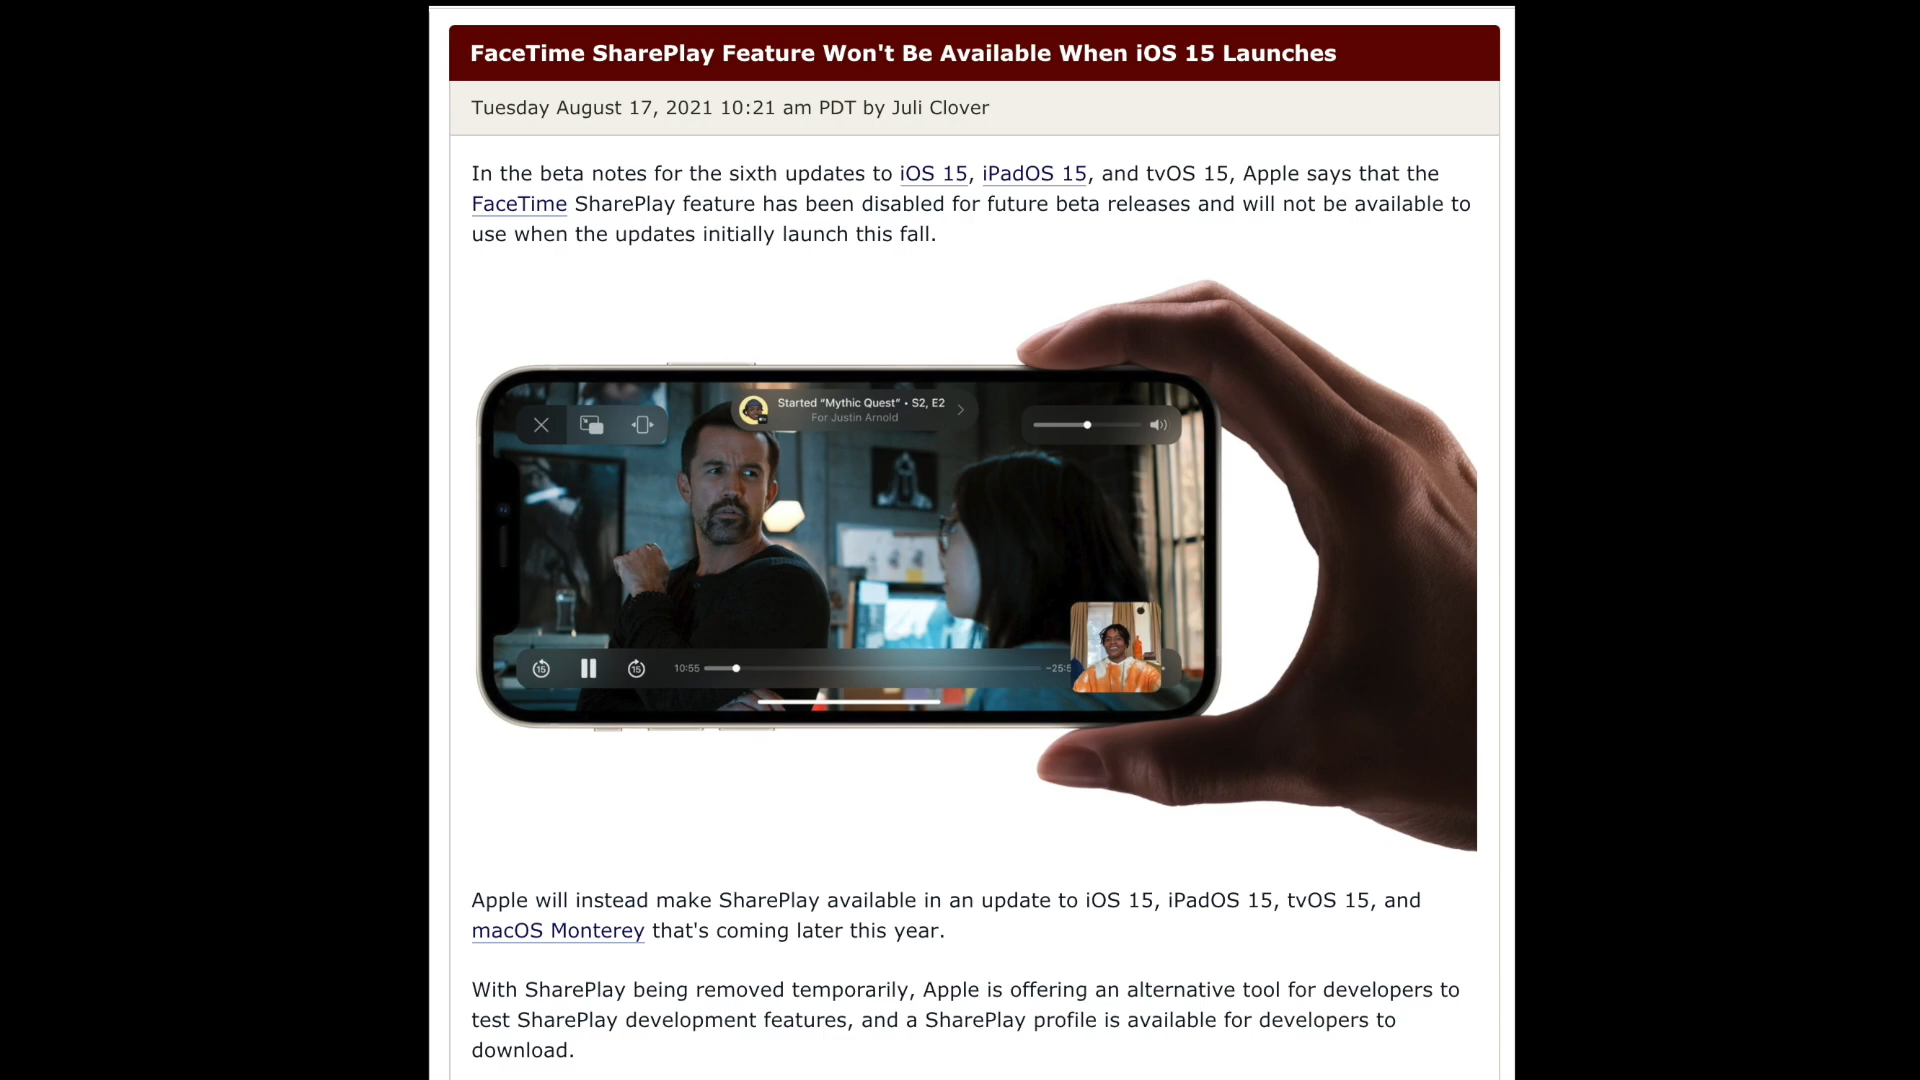 FaceTime SharePlay Feature Won't Be Available When iOS 15 Launches
Tuesday August 17, 2021 10:21 am PDT by Juli Clover
In the beta notes for the sixth updates to iOS 15, iPadOS 15, and tvOS 15, Apple says that the
FaceTime SharePlay feature has been disabled for future beta releases and will not be available to
use when the updates initially launch this fall.
Started “Mythic Quest” • S2, E2
For Justin Arnold
15
15
10:55
Apple will instead make SharePlay available in an update to iOS 15, iPadOS 15, tvOS 15, and
macOS Monterey that's coming later this year.
With SharePlay being removed temporarily, Apple is offering an alternative tool for developers to
test SharePlay development features, and a SharePlay profile is available for developers to
download.